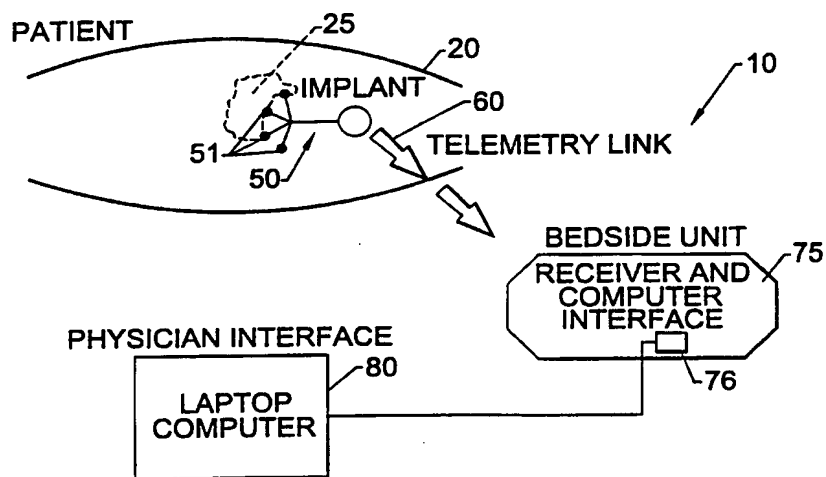 PATIENT
25
20
10
IMPLANT
60
51
50
TELEMETRY LINK
BEDSIDE UNIT
75
RECEIVER AND
COMPUTER
INTERFACE
76
PHYSICIAN INTERFACE
80
LAPTOP
COMPUTER